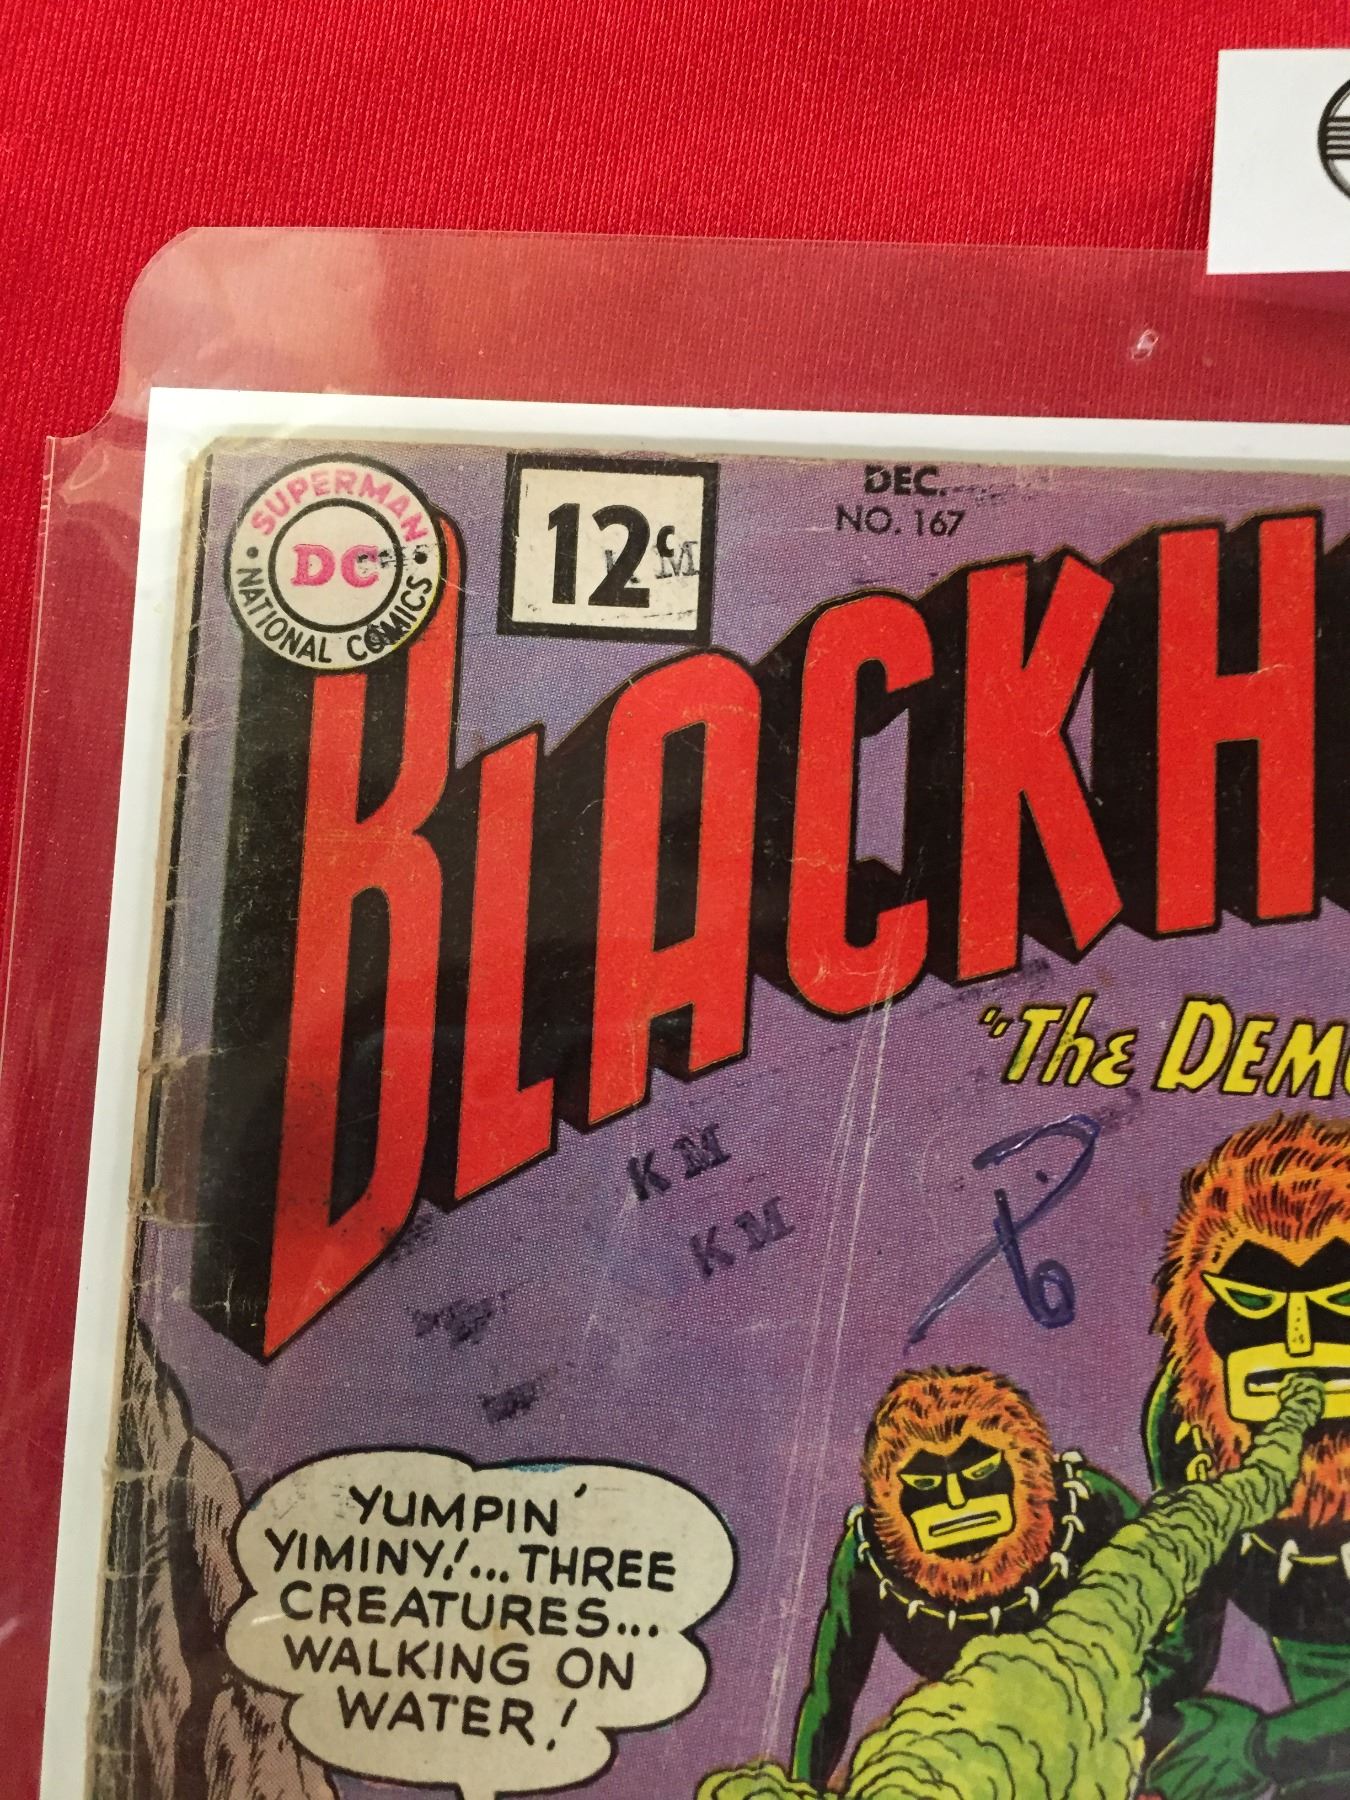 SUPERMAN
DC
NATIONAL COMICS
12¢
K M
DEC.
NO. 167
BLACKH
"The DEM
KM
KM
YUMPIN'
YIMINY!...THREE
CREATURES...
WALKING ON
WATER!